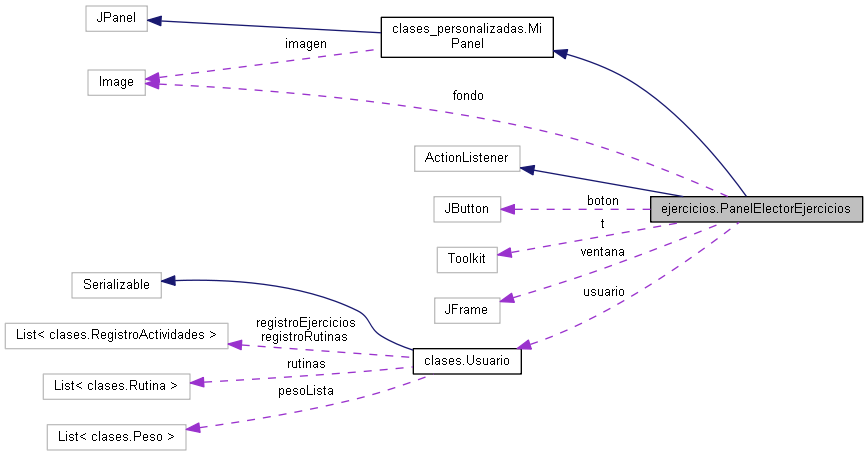 JPanel
clases_personalizadas.Mi
Panel
imagen
Image
fondo
ActionListener
boton
JButton
ejercicios.PanelElectorEjercicios
t
Toolkit
ventana
Serializable
usuario
JFrame
registroEjercicios
registroRutinas
List< clases.RegistroActividades >
clases.Usuario
rutinas
List< clases.Rutina >
pesoLista
List< clases.Peso >